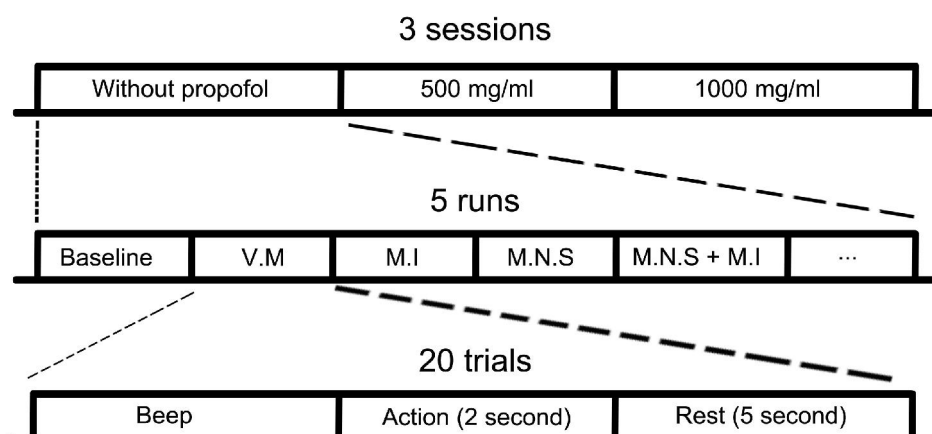 3 sessions
Without propofol 500 mg/ml 1000 mg/ml
5 runs
Baseline V.M M.I M.N.S M.N.S + M.I ...
20 trials
Beep Action (2 second) Rest (5 second)